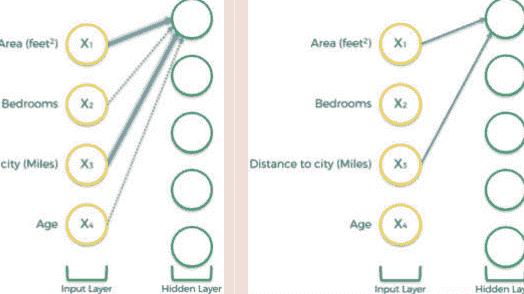 Area (feet²)
X₁
Bedrooms
X₂
city (Miles)
X₃
Age
X₄
Input Layer
Hidden Layer
Area (feet²)
X₁
Bedrooms
X₂
Distance to city (Miles)
X₃
Age
X₄
Input Layer
Hidden Lay